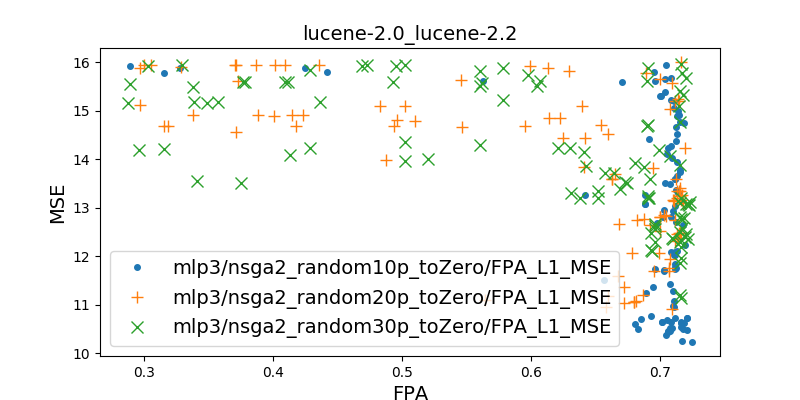 lucene-2.0_lucene-2.2
16
15
14
13
12
11
10
MSE
mlp3/nsga2_random10p_toZero/FPA_L1_MSE
mlp3/nsga2_random20p_toZero/FPA_L1_MSE
mlp3/nsga2_random30p_toZero/FPA_L1_MSE
0.3 0.4 0.5 0.6 0.7
FPA